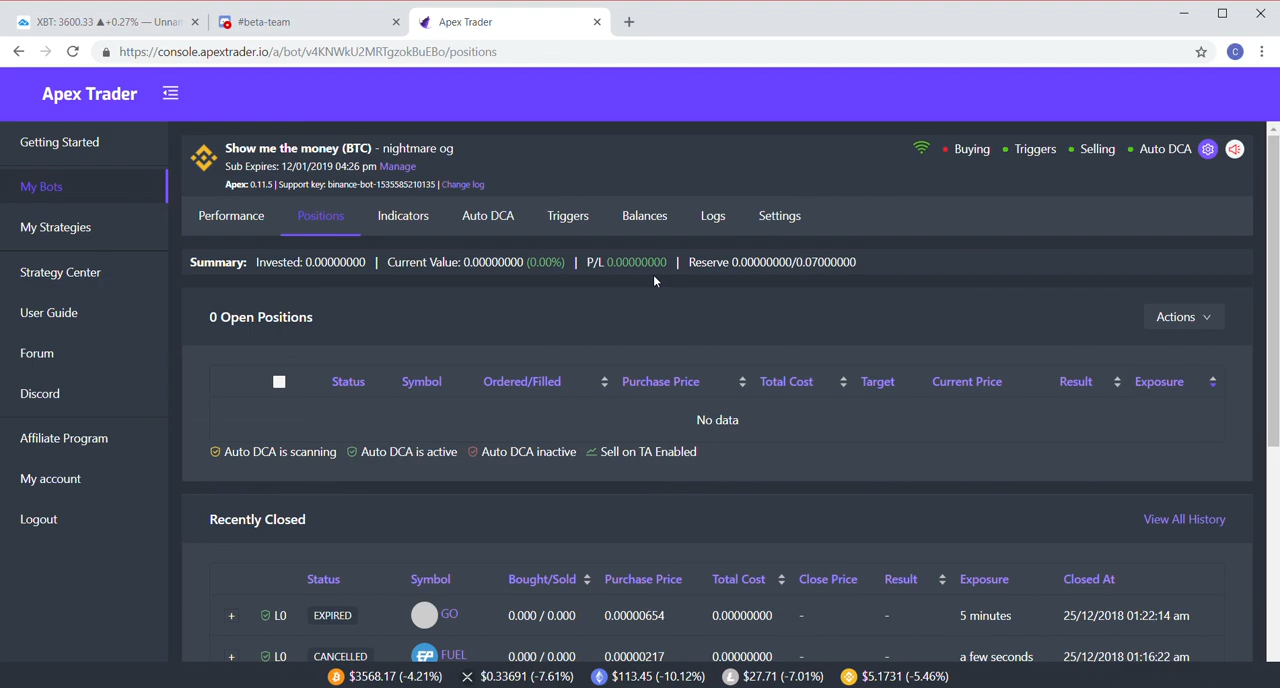 XBT: 3600.33 ▲+0.27% — Unnam
#beta-team
Apex Trader
https://console.apextrader.io/a/bot/v4KNWkU2MRTgzokBuEBo/positions
C
Apex Trader
Getting Started
My Bots
My Strategies
Strategy Center
User Guide
Forum
Discord
Affiliate Program
My account
Logout
Show me the money (BTC) - nightmare og
Sub Expires: 12/01/2019 04:26 pm Manage
Apex: 0.11.5 | Support key: binance-bot-1535585210135 | Change log
Buying Triggers Selling Auto DCA
Performance Positions Indicators Auto DCA Triggers Balances Logs Settings
Summary: Invested: 0.00000000 | Current Value: 0.00000000 (0.00%) | P/L 0.00000000 | Reserve 0.00000000/0.07000000
0 Open Positions
Actions
Status Symbol Ordered/Filled Purchase Price Total Cost Target Current Price Result Exposure
No data
Auto DCA is scanning Auto DCA is active Auto DCA inactive Sell on TA Enabled
Recently Closed
View All History
Status Symbol Bought/Sold Purchase Price Total Cost Close Price Result Exposure Closed At
+ L0 EXPIRED GO 0.000 / 0.000 0.00000654 0.00000000 - - 5 minutes 25/12/2018 01:22:14 am
+ L0 CANCELLED FUEL 0.000 / 0.000 0.00000217 0.00000000 - - a few seconds 25/12/2018 01:16:22 am
$3568.17 (-4.21%) $0.33691 (-7.61%) $113.45 (-10.12%) $27.71 (-7.01%) $5.1731 (-5.46%)